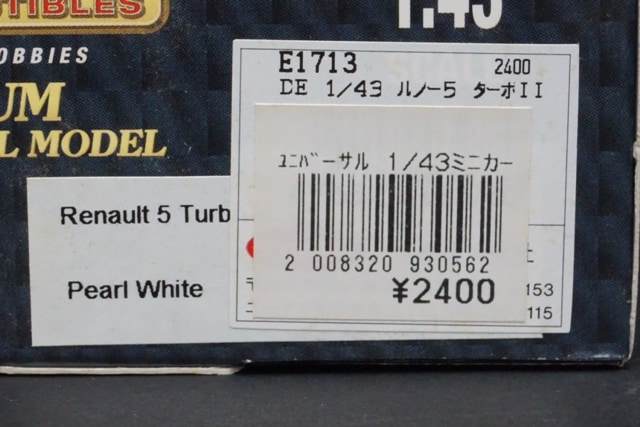 1:43
OBBIES
UM
L MODEL
E1713 2400
DE 1/43 ルノー5 ターボII
ユニバーサル 1/43ミニカー
2 008320 930562
¥2400
Renault 5 Turb
Pearl White
153
115